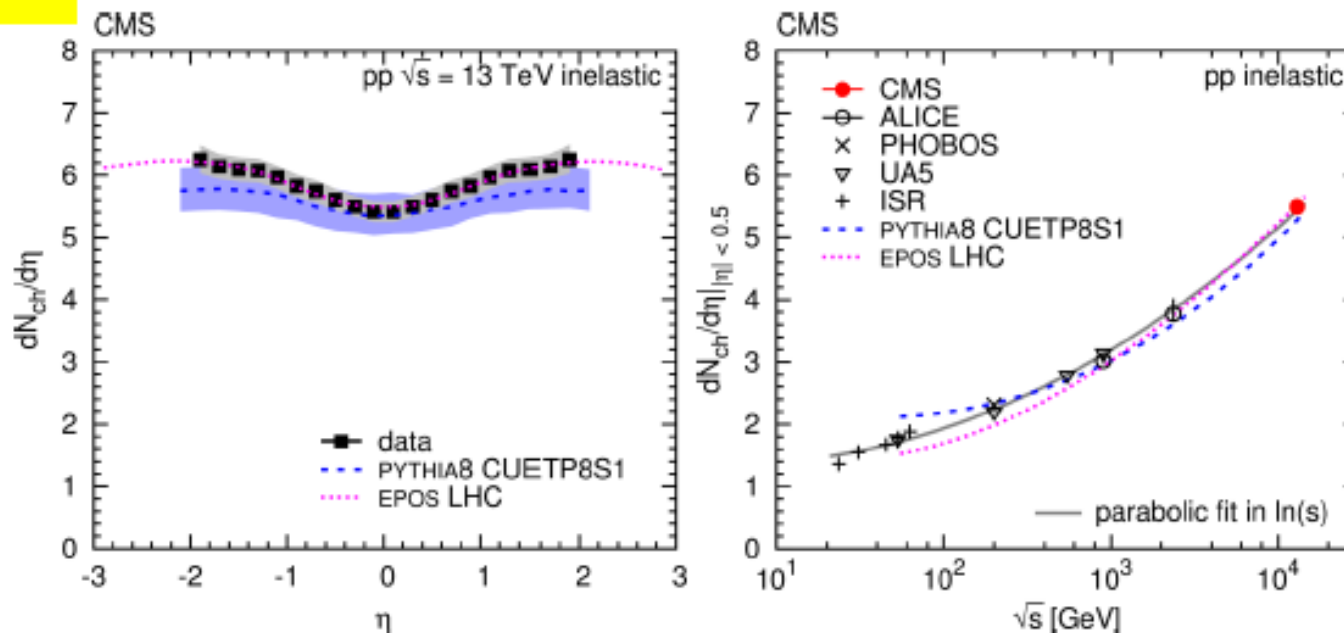 CMS
8
7
6
5
4
3
2
1
0
dN_ch/dη
pp √s = 13 TeV inelastic
data
PYTHIA8 CUETP8S1
EPOS LHC
-3 -2 -1 0 1 2 3
η
CMS
8
7
6
5
4
3
2
1
0
dN_ch/dη|_|η| < 0.5
pp inelastic
CMS
ALICE
PHOBOS
UA5
ISR
PYTHIA8 CUETP8S1
EPOS LHC
parabolic fit in ln(s)
10¹ 10² 10³ 10⁴
√s [GeV]